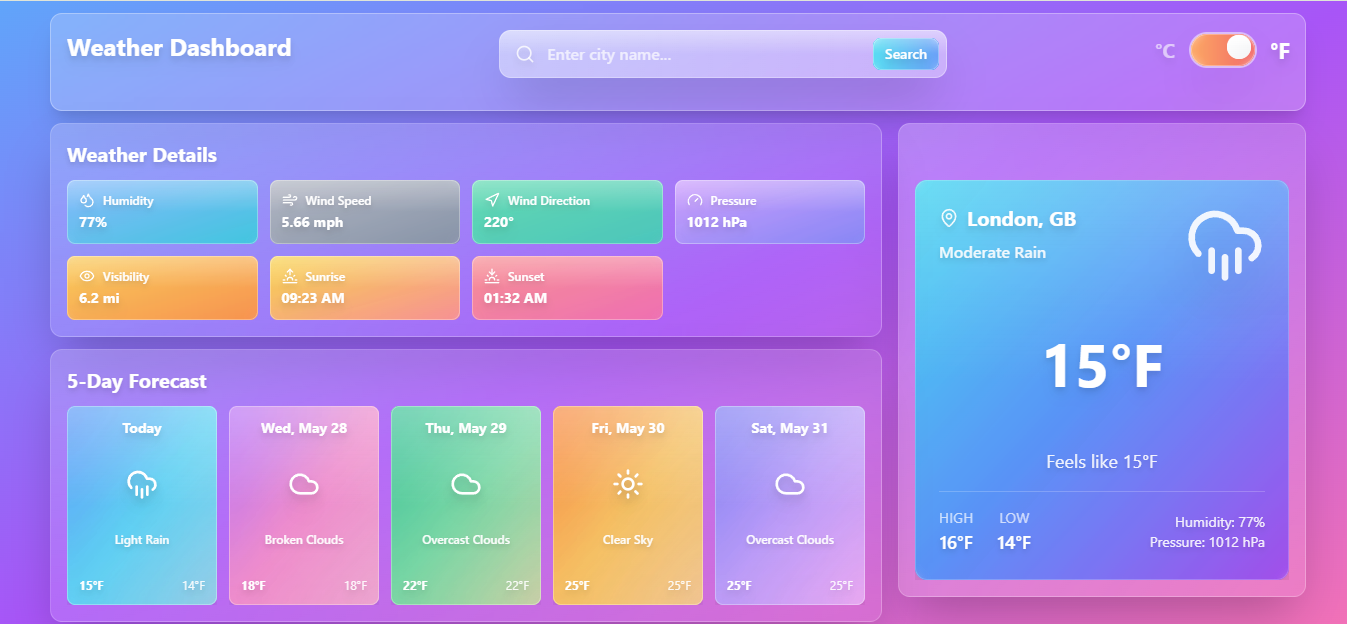 Weather Dashboard
Enter city name...
Search
°C
°F
Weather Details
Humidity
77%
Wind Speed
5.66 mph
Wind Direction
220°
Pressure
1012 hPa
Visibility
6.2 mi
Sunrise
09:23 AM
Sunset
01:32 AM
5-Day Forecast
Today
Light Rain
15°F 14°F
Wed, May 28
Broken Clouds
18°F 18°F
Thu, May 29
Overcast Clouds
22°F 22°F
Fri, May 30
Clear Sky
25°F 25°F
Sat, May 31
Overcast Clouds
25°F 25°F
London, GB
Moderate Rain
15°F
Feels like 15°F
HIGH LOW
16°F 14°F
Humidity: 77%
Pressure: 1012 hPa